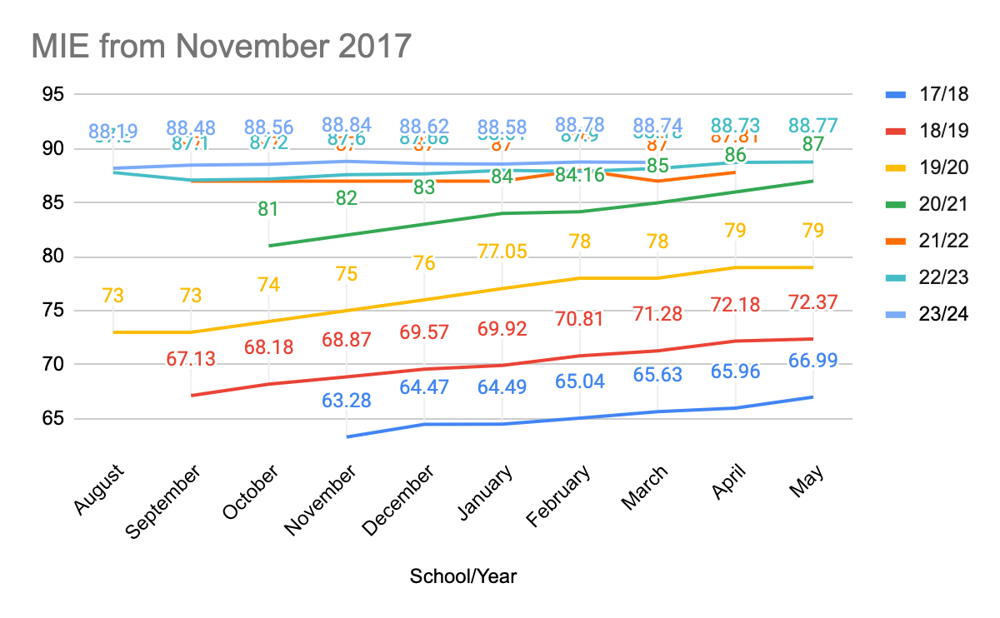 MIE from November 2017
95
90
85
80
75
70
65
88.19 88.48 88.56 88.84 88.62 88.58 88.78 88.74 88.73 88.77
87.1 87.2 87.6 87.68 87.9
87 87 87 87.81
81 82 83 84 84.16 85 86 87
73 73 74 75 76 77.05 78 78 79 79
67.13 68.18 68.87 69.57 69.92 70.81 71.28 72.18 72.37
63.28 64.47 64.49 65.04 65.63 65.96 66.99
August September October November December January February March April May
School/Year
17/18
18/19
19/20
20/21
21/22
22/23
23/24